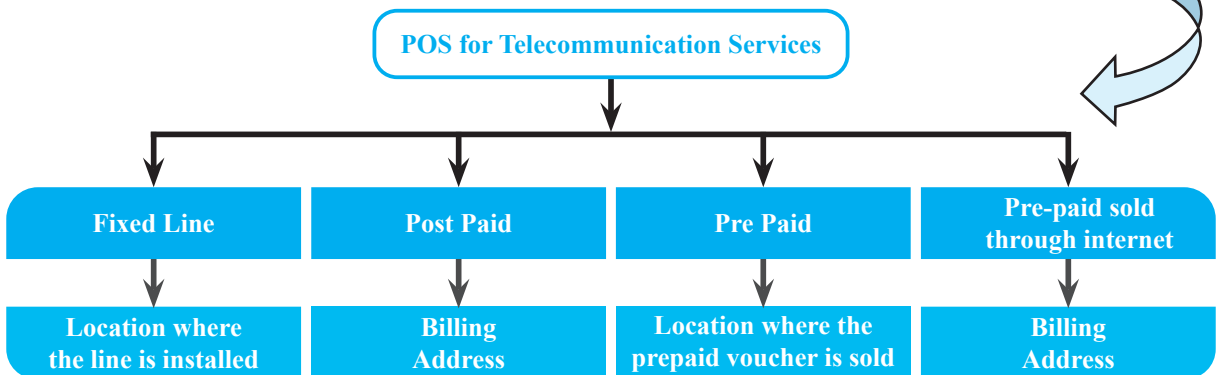 POS for Telecommunication Services
Fixed Line
Post Paid
Pre Paid
Pre-paid sold
through internet
Location where
the line is installed
Billing
Address
Location where the
prepaid voucher is sold
Billing
Address